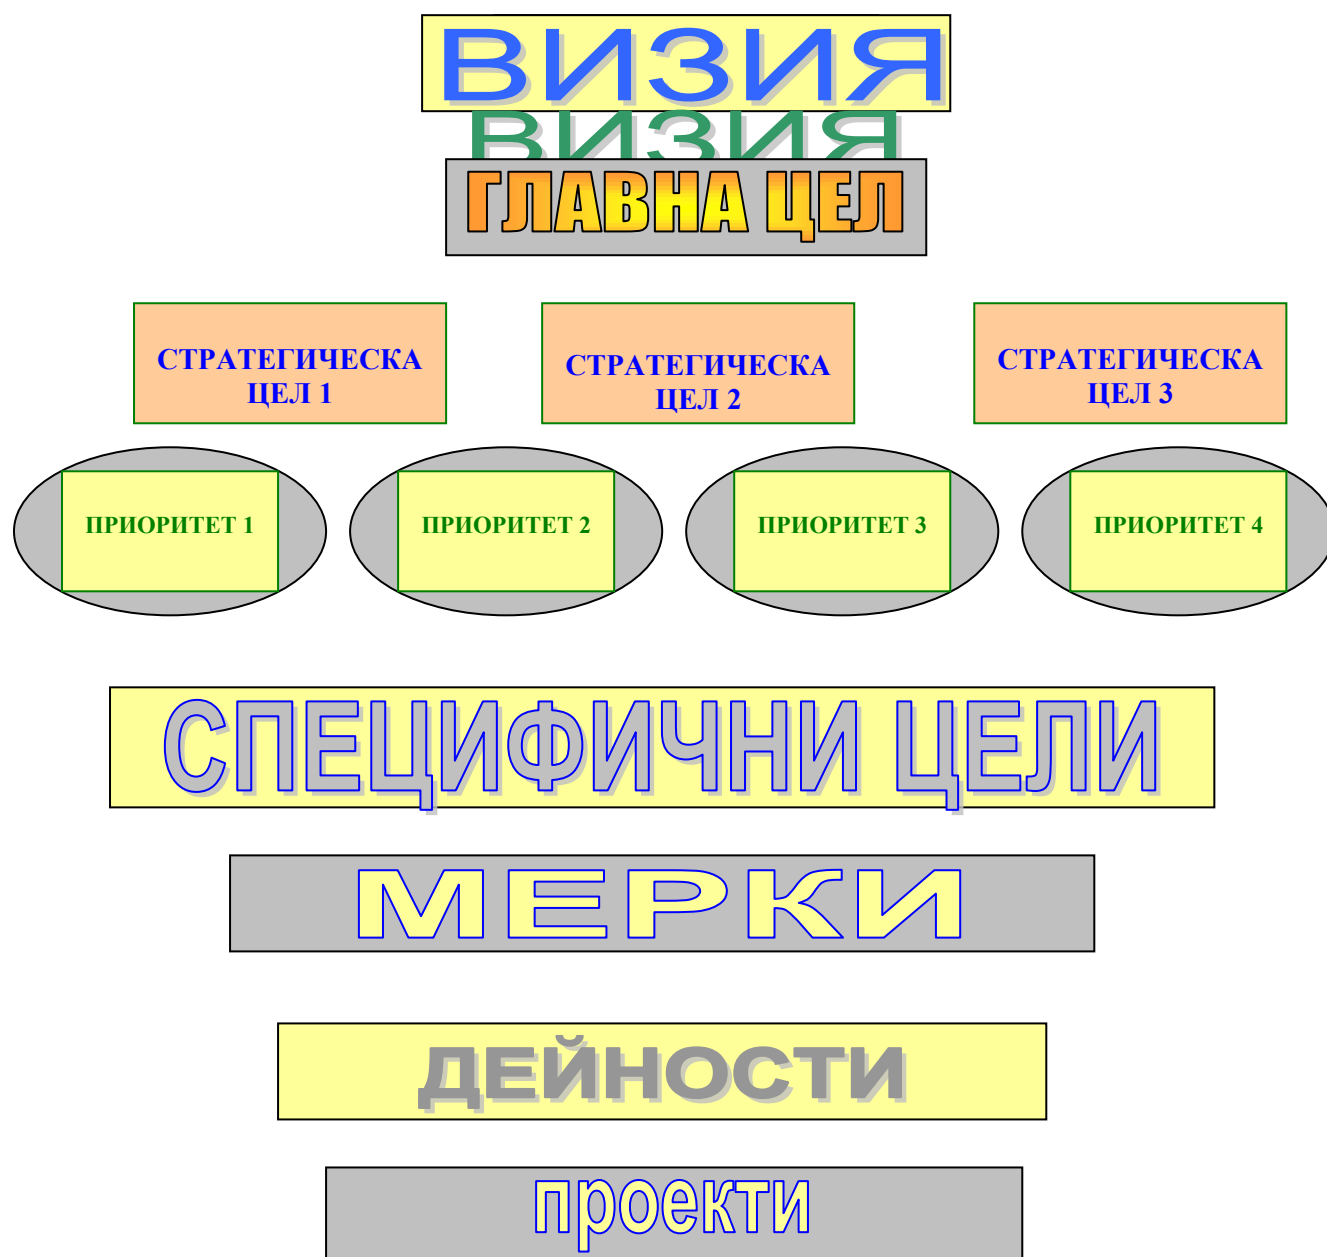 ВИЗИЯ
ВИЗИЯ
ГЛАВНА ЦЕЛ
СТРАТЕГИЧЕСКА
ЦЕЛ 1
СТРАТЕГИЧЕСКА
ЦЕЛ 2
СТРАТЕГИЧЕСКА
ЦЕЛ 3
ПРИОРИТЕТ 1
ПРИОРИТЕТ 2
ПРИОРИТЕТ 3
ПРИОРИТЕТ 4
СПЕЦИФИЧНИ ЦЕЛИ
МЕРКИ
ДЕЙНОСТИ
проекти